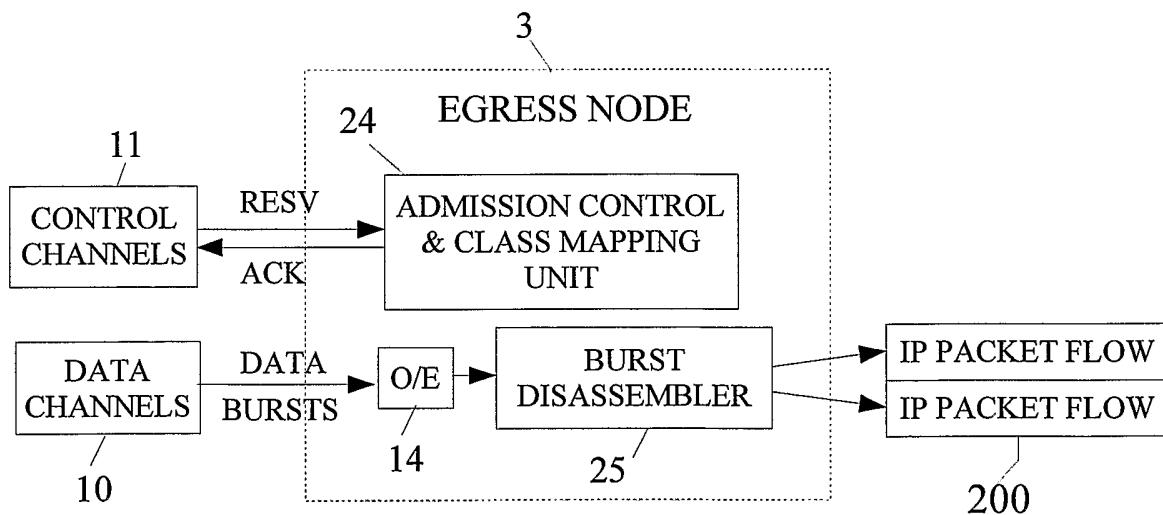 3
EGRESS NODE
24
11
CONTROL
CHANNELS
RESV
ACK
ADMISSION CONTROL
& CLASS MAPPING
UNIT
DATA
CHANNELS
DATA
BURSTS
O/E
BURST
DISASSEMBLER
IP PACKET FLOW
IP PACKET FLOW
10
14
25
200